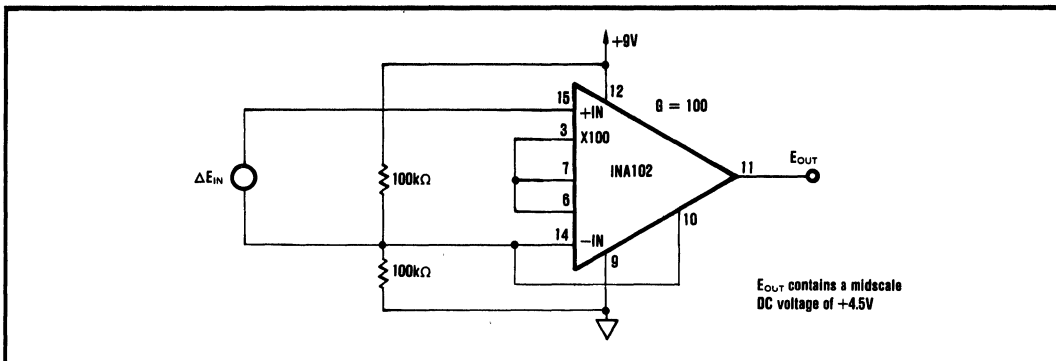 +9V
12
15
+IN
G = 100
3
X100
ΔE_IN
100kΩ
7
INA102
11
E_OUT
6
10
14
−IN
100kΩ
9
E_OUT contains a midscale
DC voltage of +4.5V